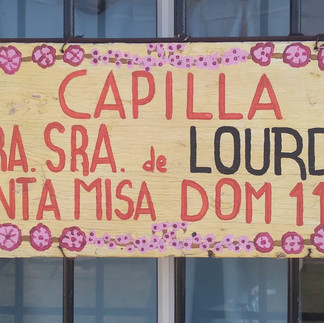 CAPILLA
RA. SRA. de LOURD
NTA MISA DOM 11